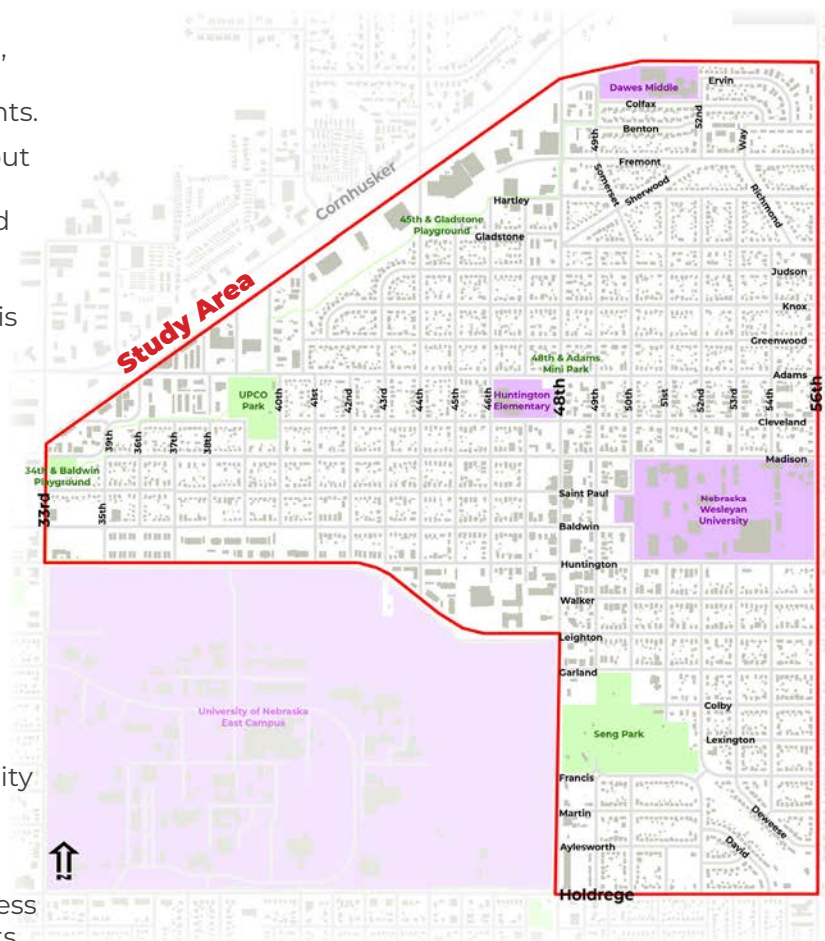 ,
nts.
out
d
is
ity
ess
ts
Study Area
Cornhusker
Dawes Middle
Ervin
Colfax
Benton
Fremont
49th
52nd
Way
Somerset
Sherwood
Richmond
Hartley
45th & Gladstone
Playground
Gladstone
Judson
Knox
Greenwood
48th & Adams
Mini Park
Adams
UPCO
Park
40th
41st
42nd
43rd
44th
45th
46th
Huntington
Elementary
48th
49th
50th
51st
52nd
53rd
54th
56th
Cleveland
39th
36th
37th
38th
Madison
34th & Baldwin
Playground
33rd
35th
Saint Paul
Nebraska
Wesleyan
University
Baldwin
Huntington
Walker
Leighton
Garland
University of Nebraska
East Campus
Colby
Seng Park
Lexington
Francis
Martin
Deweese
Aylesworth
David
N
Holdrege